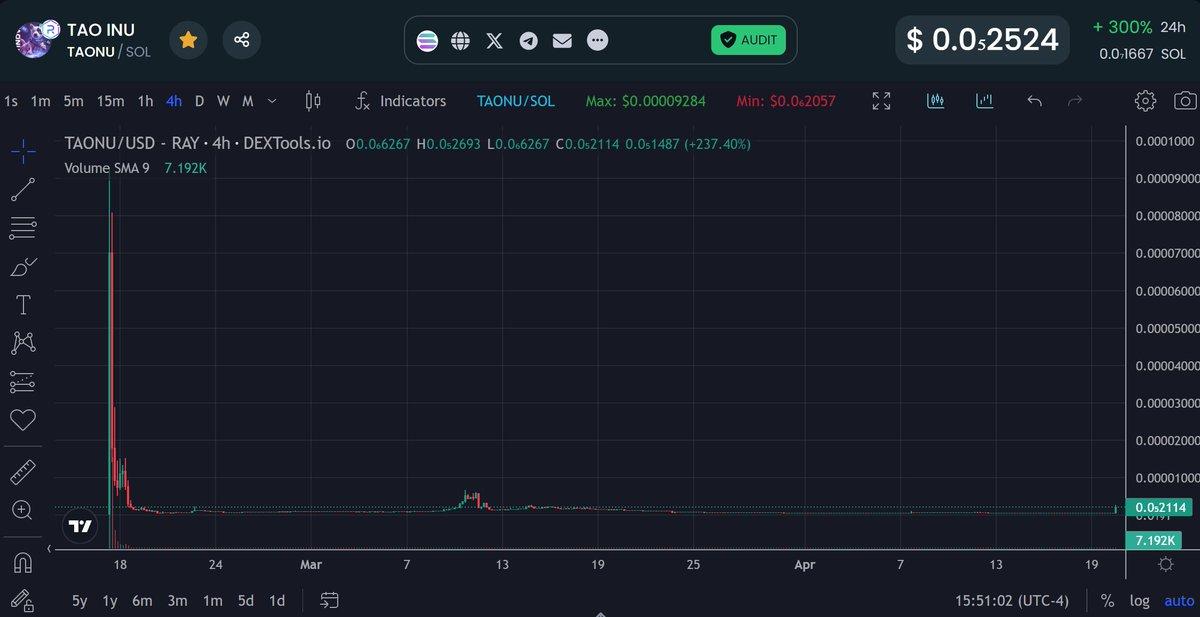 TAO INU
TAONU / SOL
AUDIT
$ 0.0₅2524
+ 300% 24h
0.0₇1667 SOL
1s 1m 5m 15m 1h 4h D W M Indicators TAONU/SOL Max: $0.00009284 Min: $0.0₆2057
TAONU/USD - RAY · 4h · DEXTools.io O0.0₆6267 H0.0₅2693 L0.0₆6267 C0.0₅2114 0.0₅1487 (+237.40%)
Volume SMA 9 7.192K
0.0001000
0.00009000
0.00008000
0.00007000
0.00006000
0.00005000
0.00004000
0.00003000
0.00002000
0.00001000
0.0₅2114
7.192K
18 24 Mar 7 13 19 25 Apr 7 13 19
5y 1y 6m 3m 1m 5d 1d 15:51:02 (UTC-4) % log auto